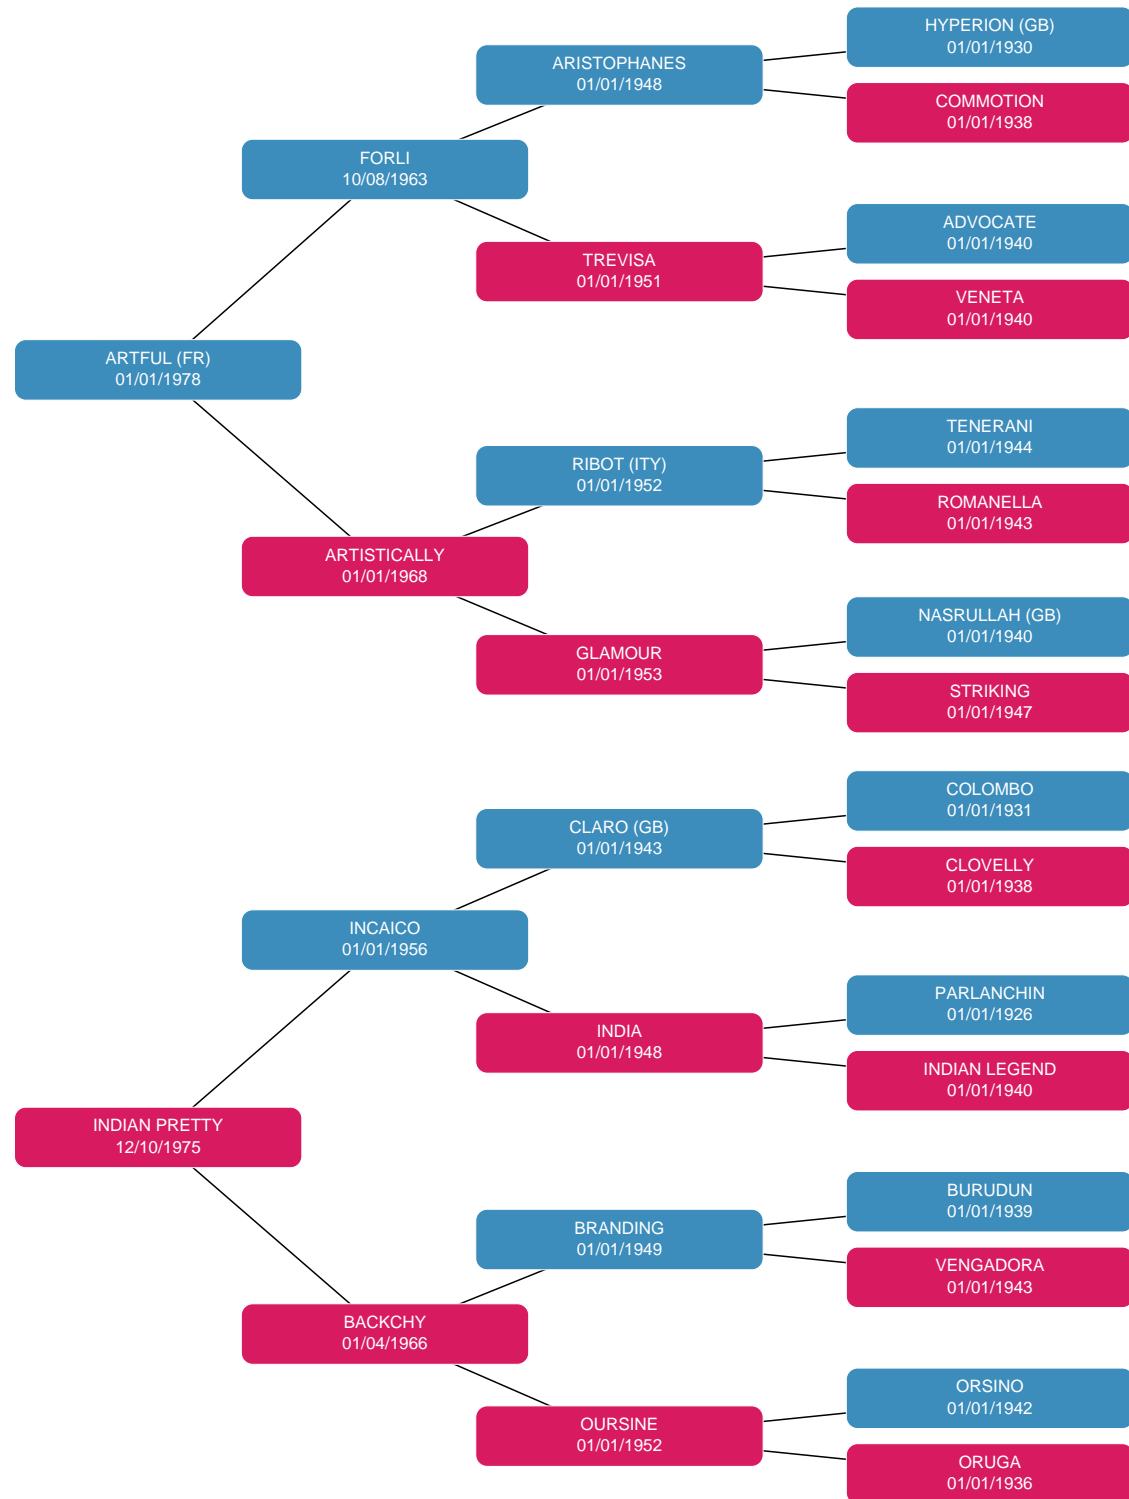 HYPERION (GB)
01/01/1930
ARISTOPHANES
01/01/1948
COMMOTION
01/01/1938
FORLI
10/08/1963
ADVOCATE
01/01/1940
TREVISA
01/01/1951
VENETA
01/01/1940
ARTFUL (FR)
01/01/1978
TENERANI
01/01/1944
RIBOT (ITY)
01/01/1952
ROMANELLA
01/01/1943
ARTISTICALLY
01/01/1968
NASRULLAH (GB)
01/01/1940
GLAMOUR
01/01/1953
STRIKING
01/01/1947
COLOMBO
01/01/1931
CLARO (GB)
01/01/1943
CLOVELLY
01/01/1938
INCAICO
01/01/1956
PARLANCHIN
01/01/1926
INDIA
01/01/1948
INDIAN LEGEND
01/01/1940
INDIAN PRETTY
12/10/1975
BURUDUN
01/01/1939
BRANDING
01/01/1949
VENGADORA
01/01/1943
BACKCHY
01/04/1966
ORSINO
01/01/1942
OURSINE
01/01/1952
ORUGA
01/01/1936